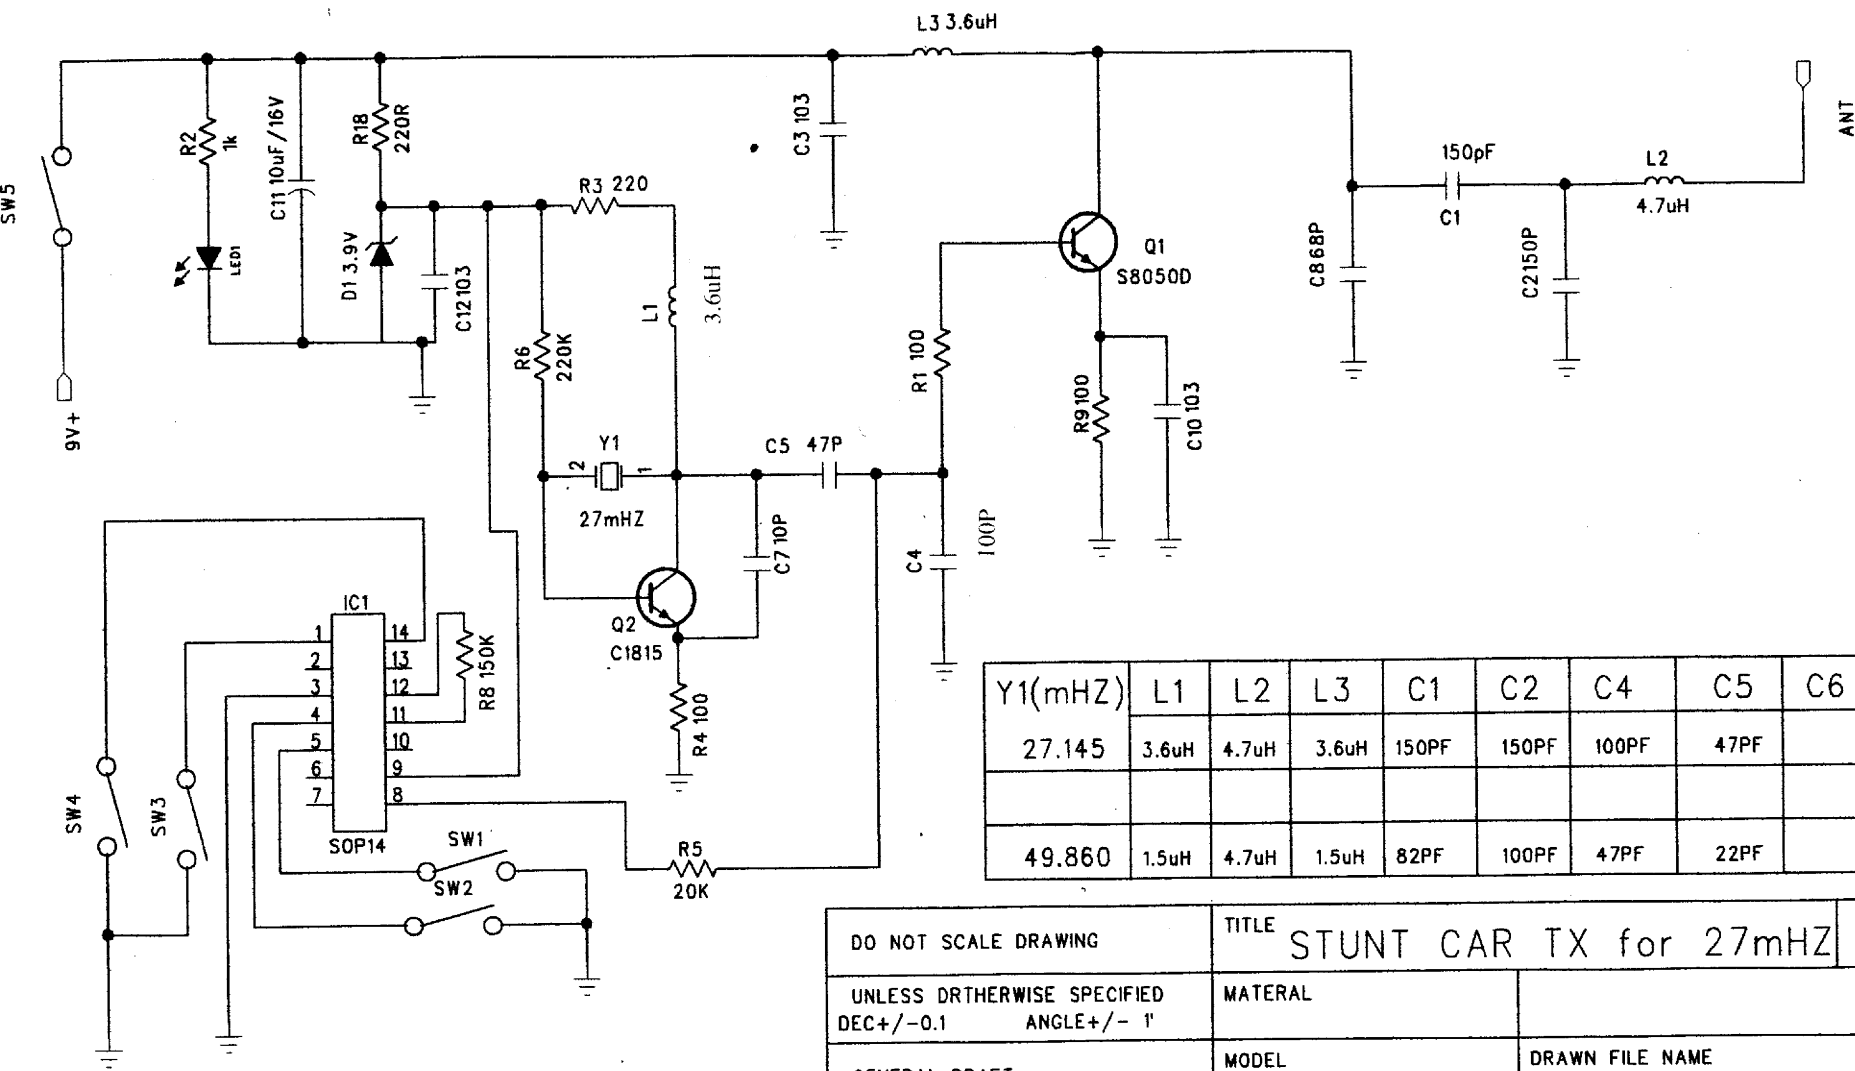 L3 3.6uH
SW5
9V+
R2
1k
LED1
C11 10uF/16V
R18
220R
D1 3.9V
C12 103
R3 220
L1
3.6uH
R6
220K
Y1
2
1
27mHZ
C3 103
C5 47P
C7 10P
Q2
C1815
R4 100
R1 100
C4
100P
Q1
S8050D
R9 100
C10 103
C8 68P
150pF
C1
C2 150P
L2
4.7uH
ANT
IC1
1 14
2 13
3 12
4 11
5 10
6 9
7 8
SOP14
R8 150K
SW4
SW3
SW1
SW2
R5
20K
Y1(mHZ) L1 L2 L3 C1 C2 C4 C5 C6
27.145 3.6uH 4.7uH 3.6uH 150PF 150PF 100PF 47PF
49.860 1.5uH 4.7uH 1.5uH 82PF 100PF 47PF 22PF
DO NOT SCALE DRAWING
TITLE STUNT CAR TX for 27mHZ
UNLESS DRTHERWISE SPECIFIED
DEC+/-0.1 ANGLE+/- 1'
MATERAL
MODEL
DRAWN FILE NAME